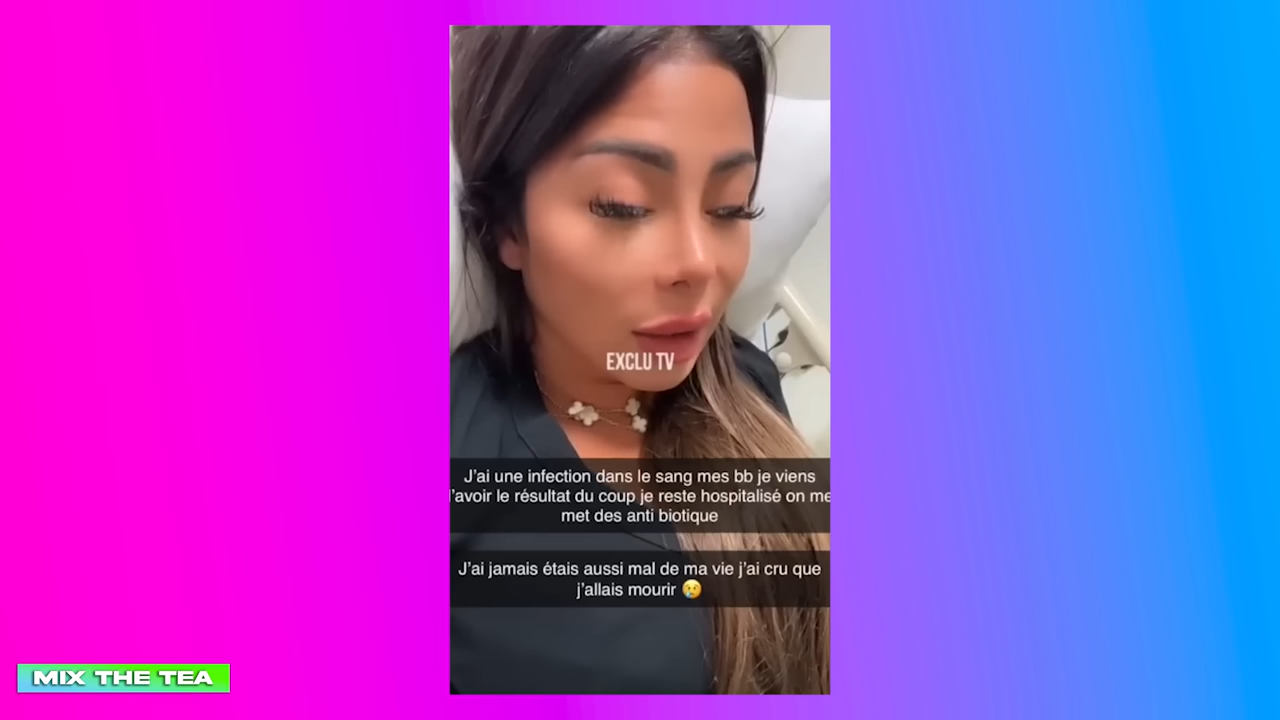 EXCLU TV
J'ai une infection dans le sang mes bb je viens
l'avoir le résultat du coup je reste hospitalisé on me
met des anti biotique
J'ai jamais étais aussi mal de ma vie j'ai cru que
j'allais mourir 😢
MIX THE TEA